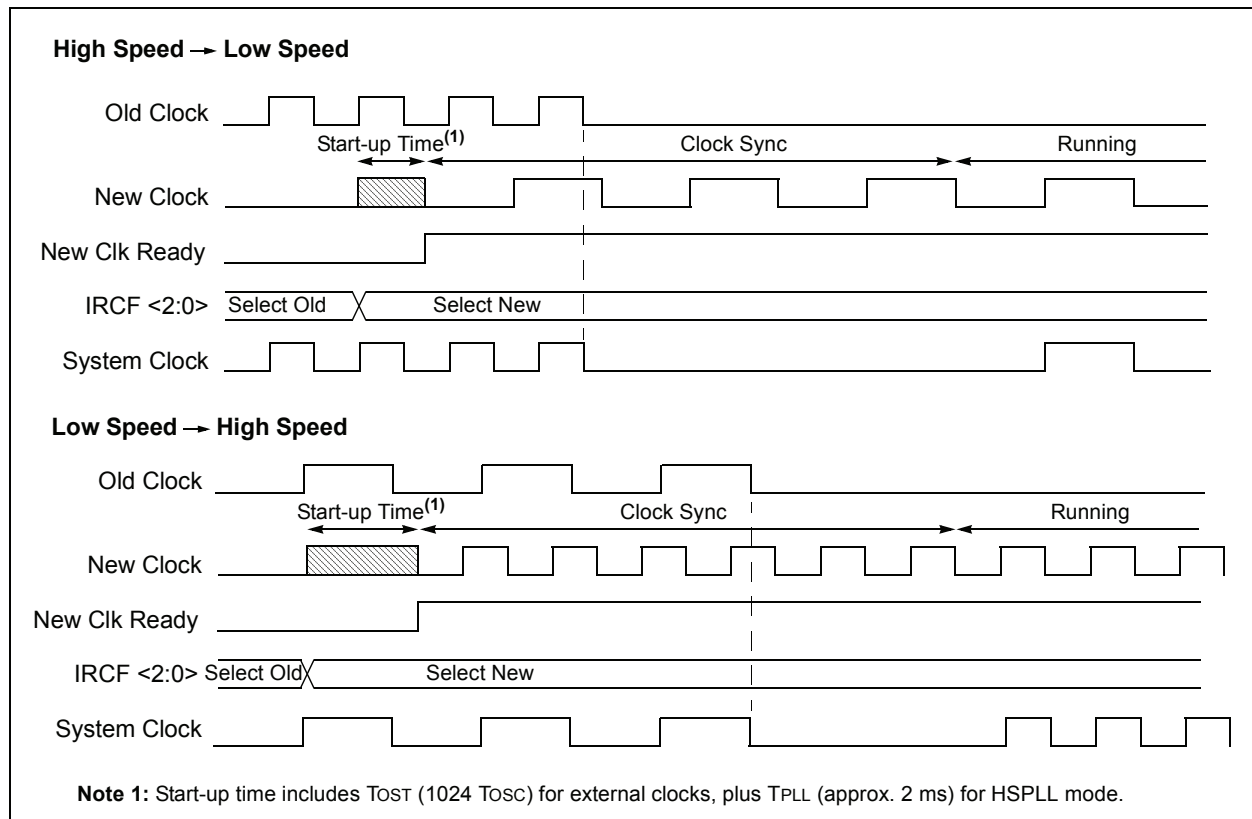 High Speed → Low Speed
Old Clock
Start-up Time(1) Clock Sync Running
New Clock
New Clk Ready
IRCF <2:0> Select Old Select New
System Clock
Low Speed → High Speed
Old Clock
Start-up Time(1) Clock Sync Running
New Clock
New Clk Ready
IRCF <2:0> Select Old Select New
System Clock
Note 1: Start-up time includes TOST (1024 TOSC) for external clocks, plus TPLL (approx. 2 ms) for HSPLL mode.